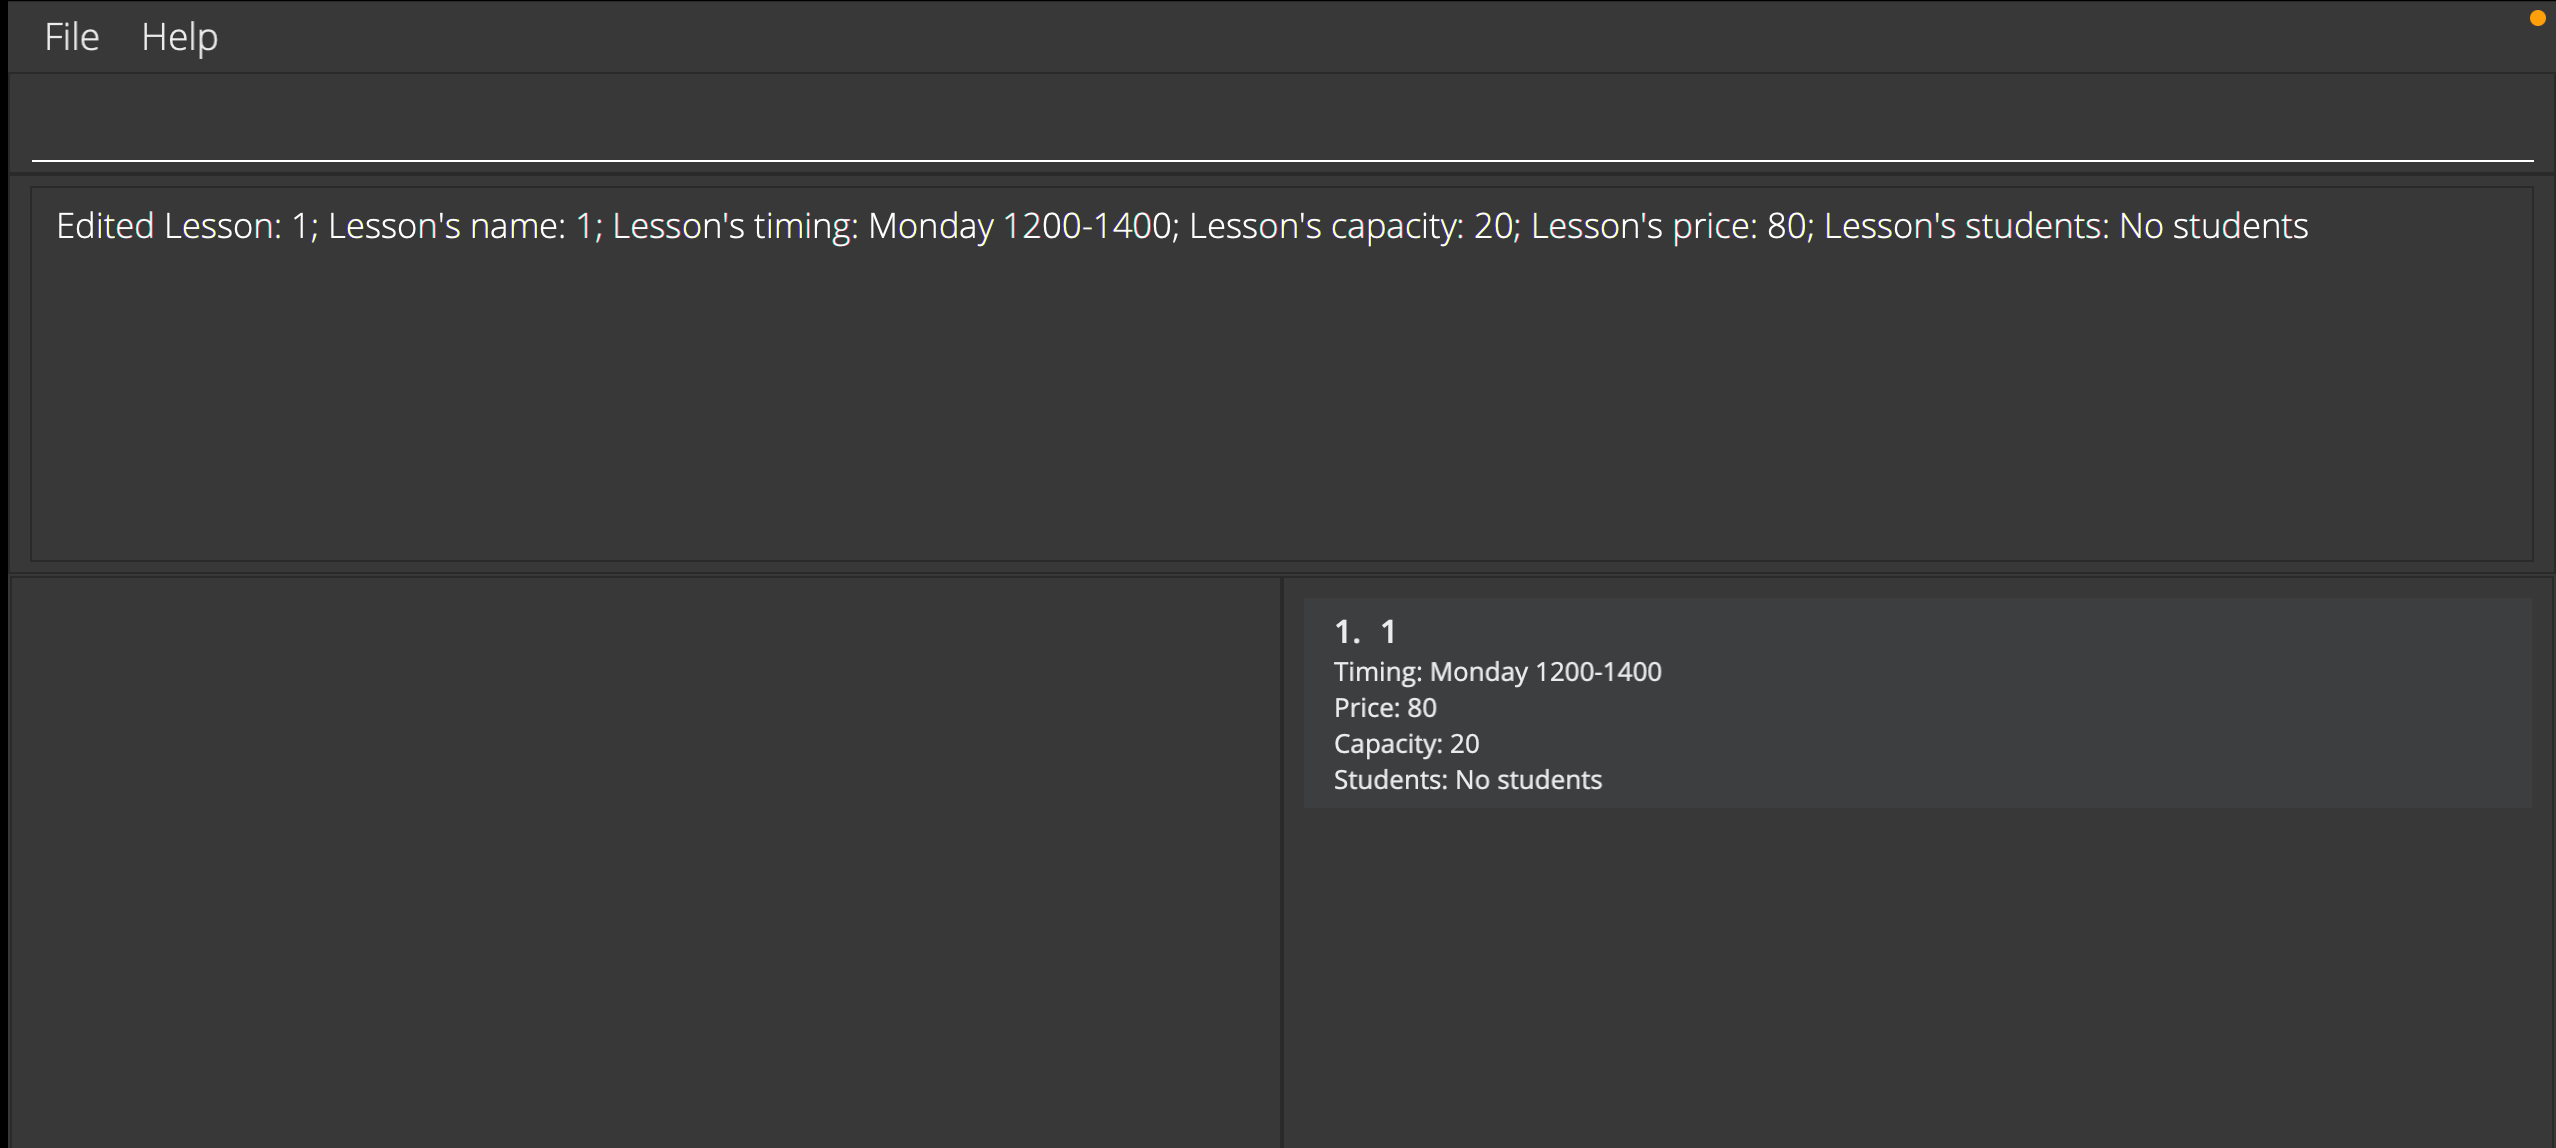 File Help
Edited Lesson: 1; Lesson's name: 1; Lesson's timing: Monday 1200-1400; Lesson's capacity: 20; Lesson's price: 80; Lesson's students: No students
1. 1
Timing: Monday 1200-1400
Price: 80
Capacity: 20
Students: No students